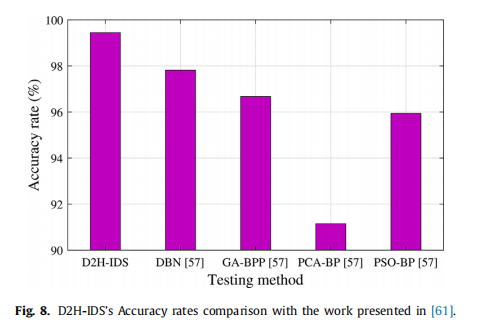 100
98
96
94
92
90
Accuracy rate (%)
D2H-IDS DBN [57] GA-BPP [57] PCA-BP [57] PSO-BP [57]
Testing method
Fig. 8. D2H-IDS's Accuracy rates comparison with the work presented in [61].